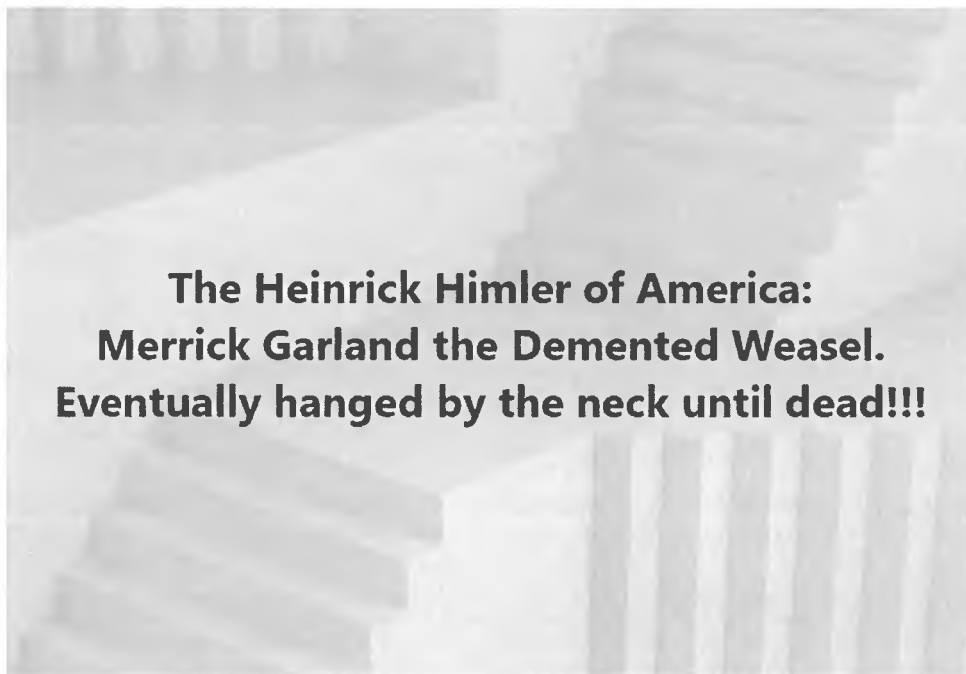 The Heinrick Himler of America:
Merrick Garland the Demented Weasel.
Eventually hanged by the neck until dead!!!